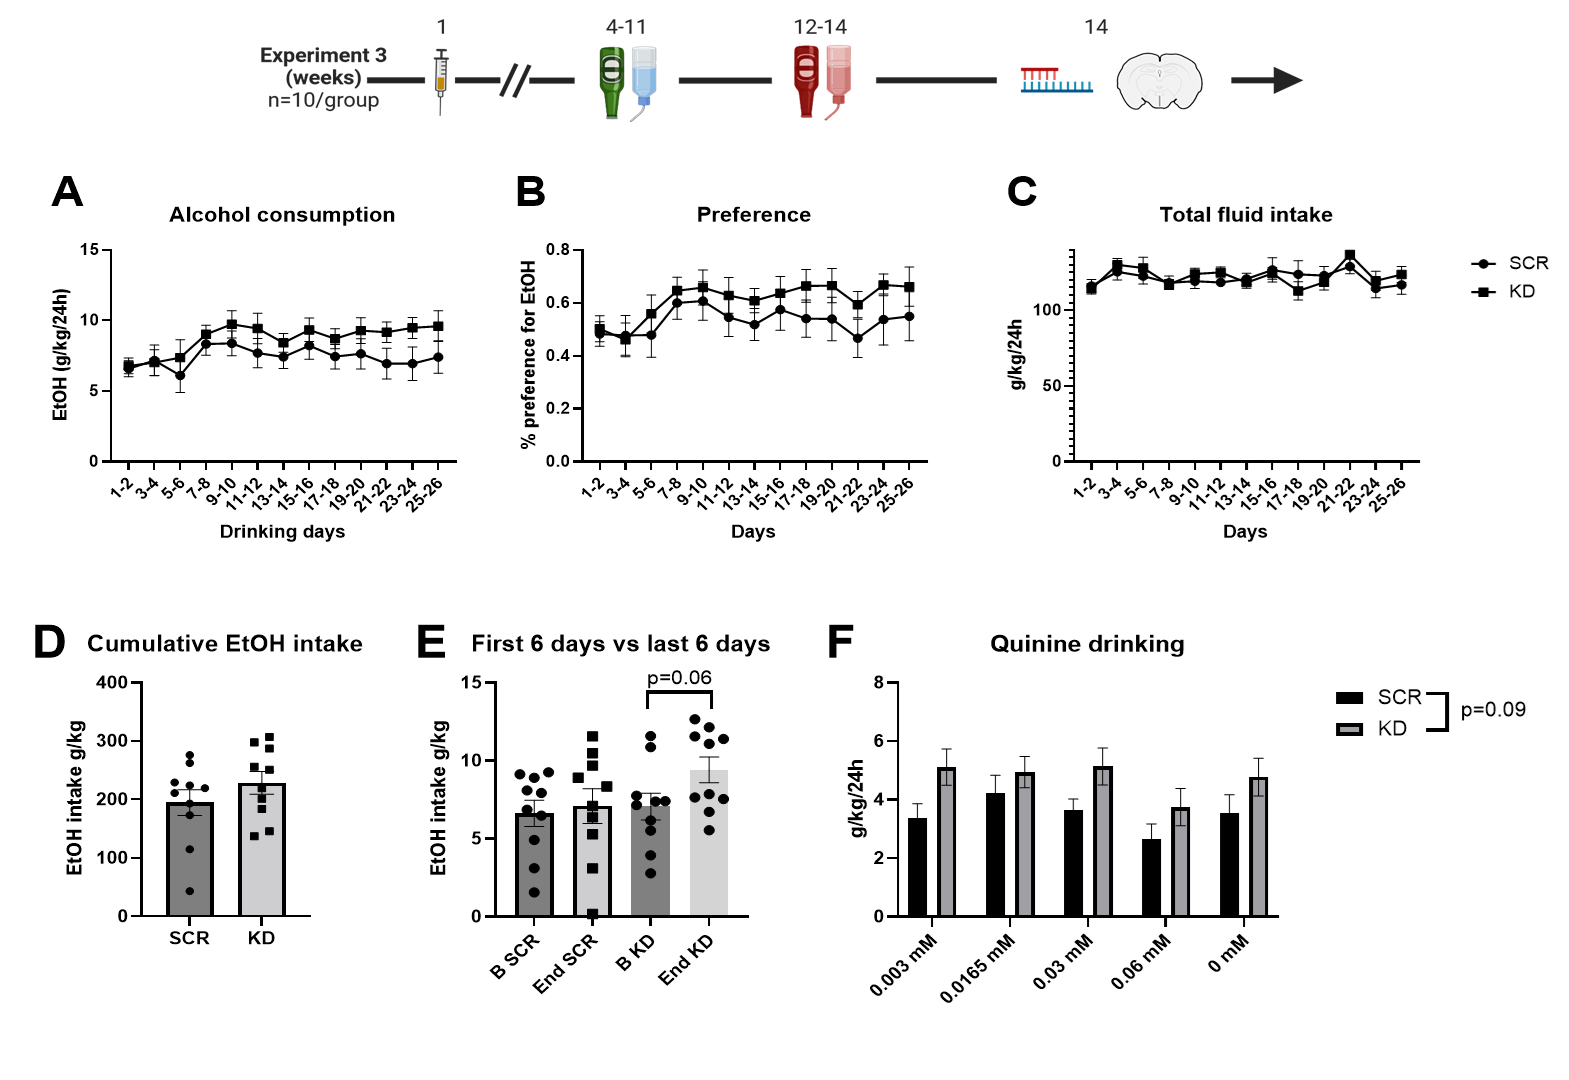 1
4-11
12-14
14
Experiment 3
(weeks)
n=10/group
A
Alcohol consumption
EtOH (g/kg/24h)
15
10
5
0
1-2
3-4
5-6
7-8
9-10
11-12
13-14
15-16
17-18
19-20
21-22
23-24
25-26
Drinking days
B
Preference
% preference for EtOH
0.8
0.6
0.4
0.2
0.0
1-2
3-4
5-6
7-8
9-10
11-12
13-14
15-16
17-18
19-20
21-22
23-24
25-26
Days
C
Total fluid intake
g/kg/24h
100
50
0
1-2
3-4
5-6
7-8
9-10
11-12
13-14
15-16
17-18
19-20
21-22
23-24
25-26
Days
SCR
KD
D
Cumulative EtOH intake
EtOH intake g/kg
400
300
200
100
0
SCR
KD
E
First 6 days vs last 6 days
p=0.06
EtOH intake g/kg
15
10
5
0
B SCR
End SCR
B KD
End KD
F
Quinine drinking
g/kg/24h
8
6
4
2
0
0.003 mM
0.0165 mM
0.03 mM
0.06 mM
0 mM
SCR
KD
p=0.09